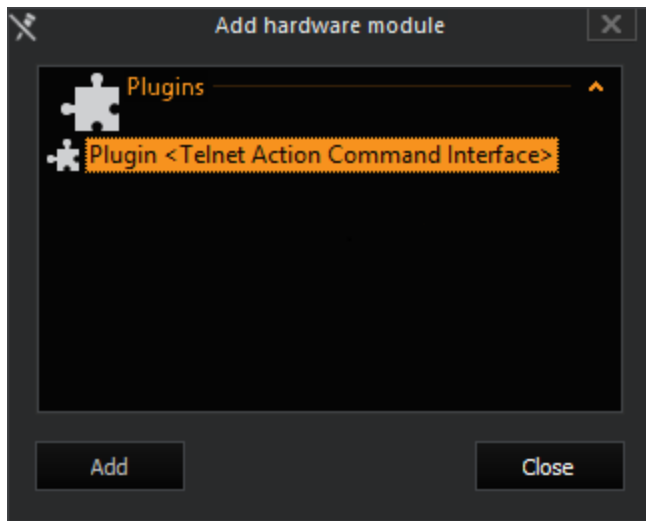 Add hardware module
Plugins
Plugin <Telnet Action Command Interface>
Add
Close